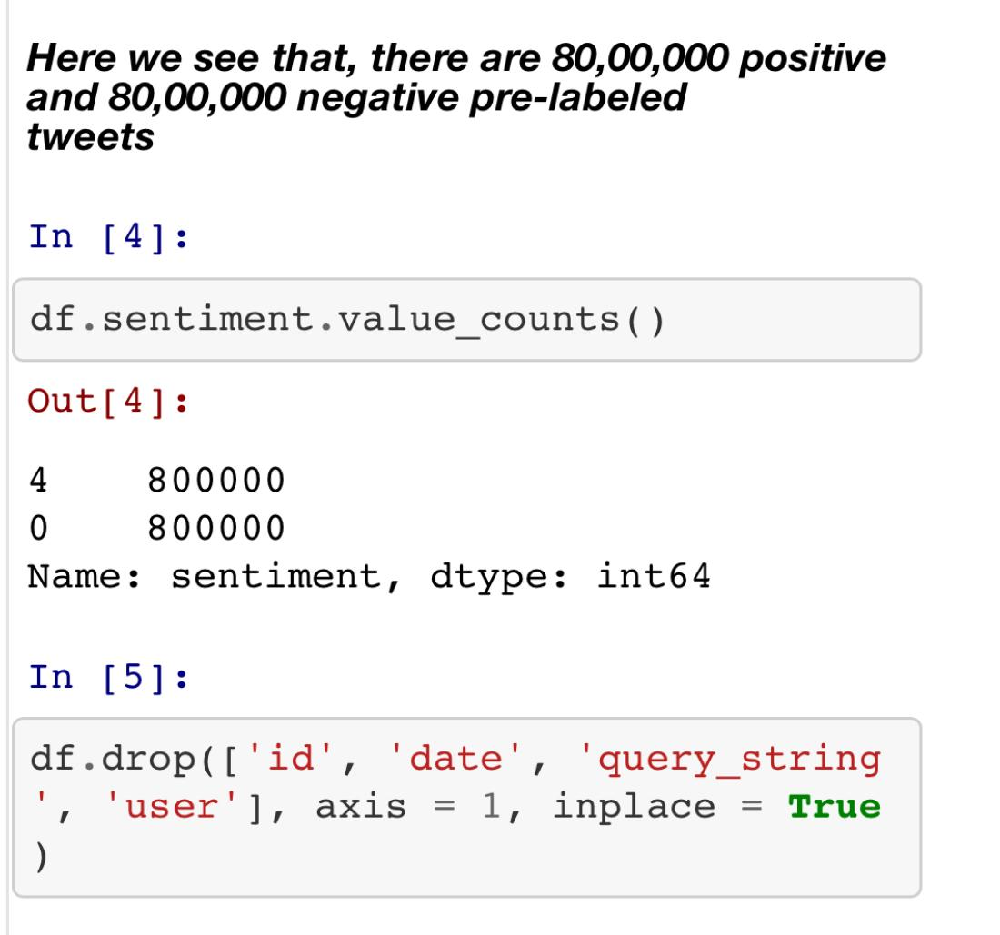 Here we see that, there are 80,00,000 positive
and 80,00,000 negative pre-labeled
tweets
In [4]:
df.sentiment.value_counts()
Out[4]:
4    800000
0    800000
Name: sentiment, dtype: int64
In [5]:
df.drop(['id', 'date', 'query_string
', 'user'], axis = 1, inplace = True
)